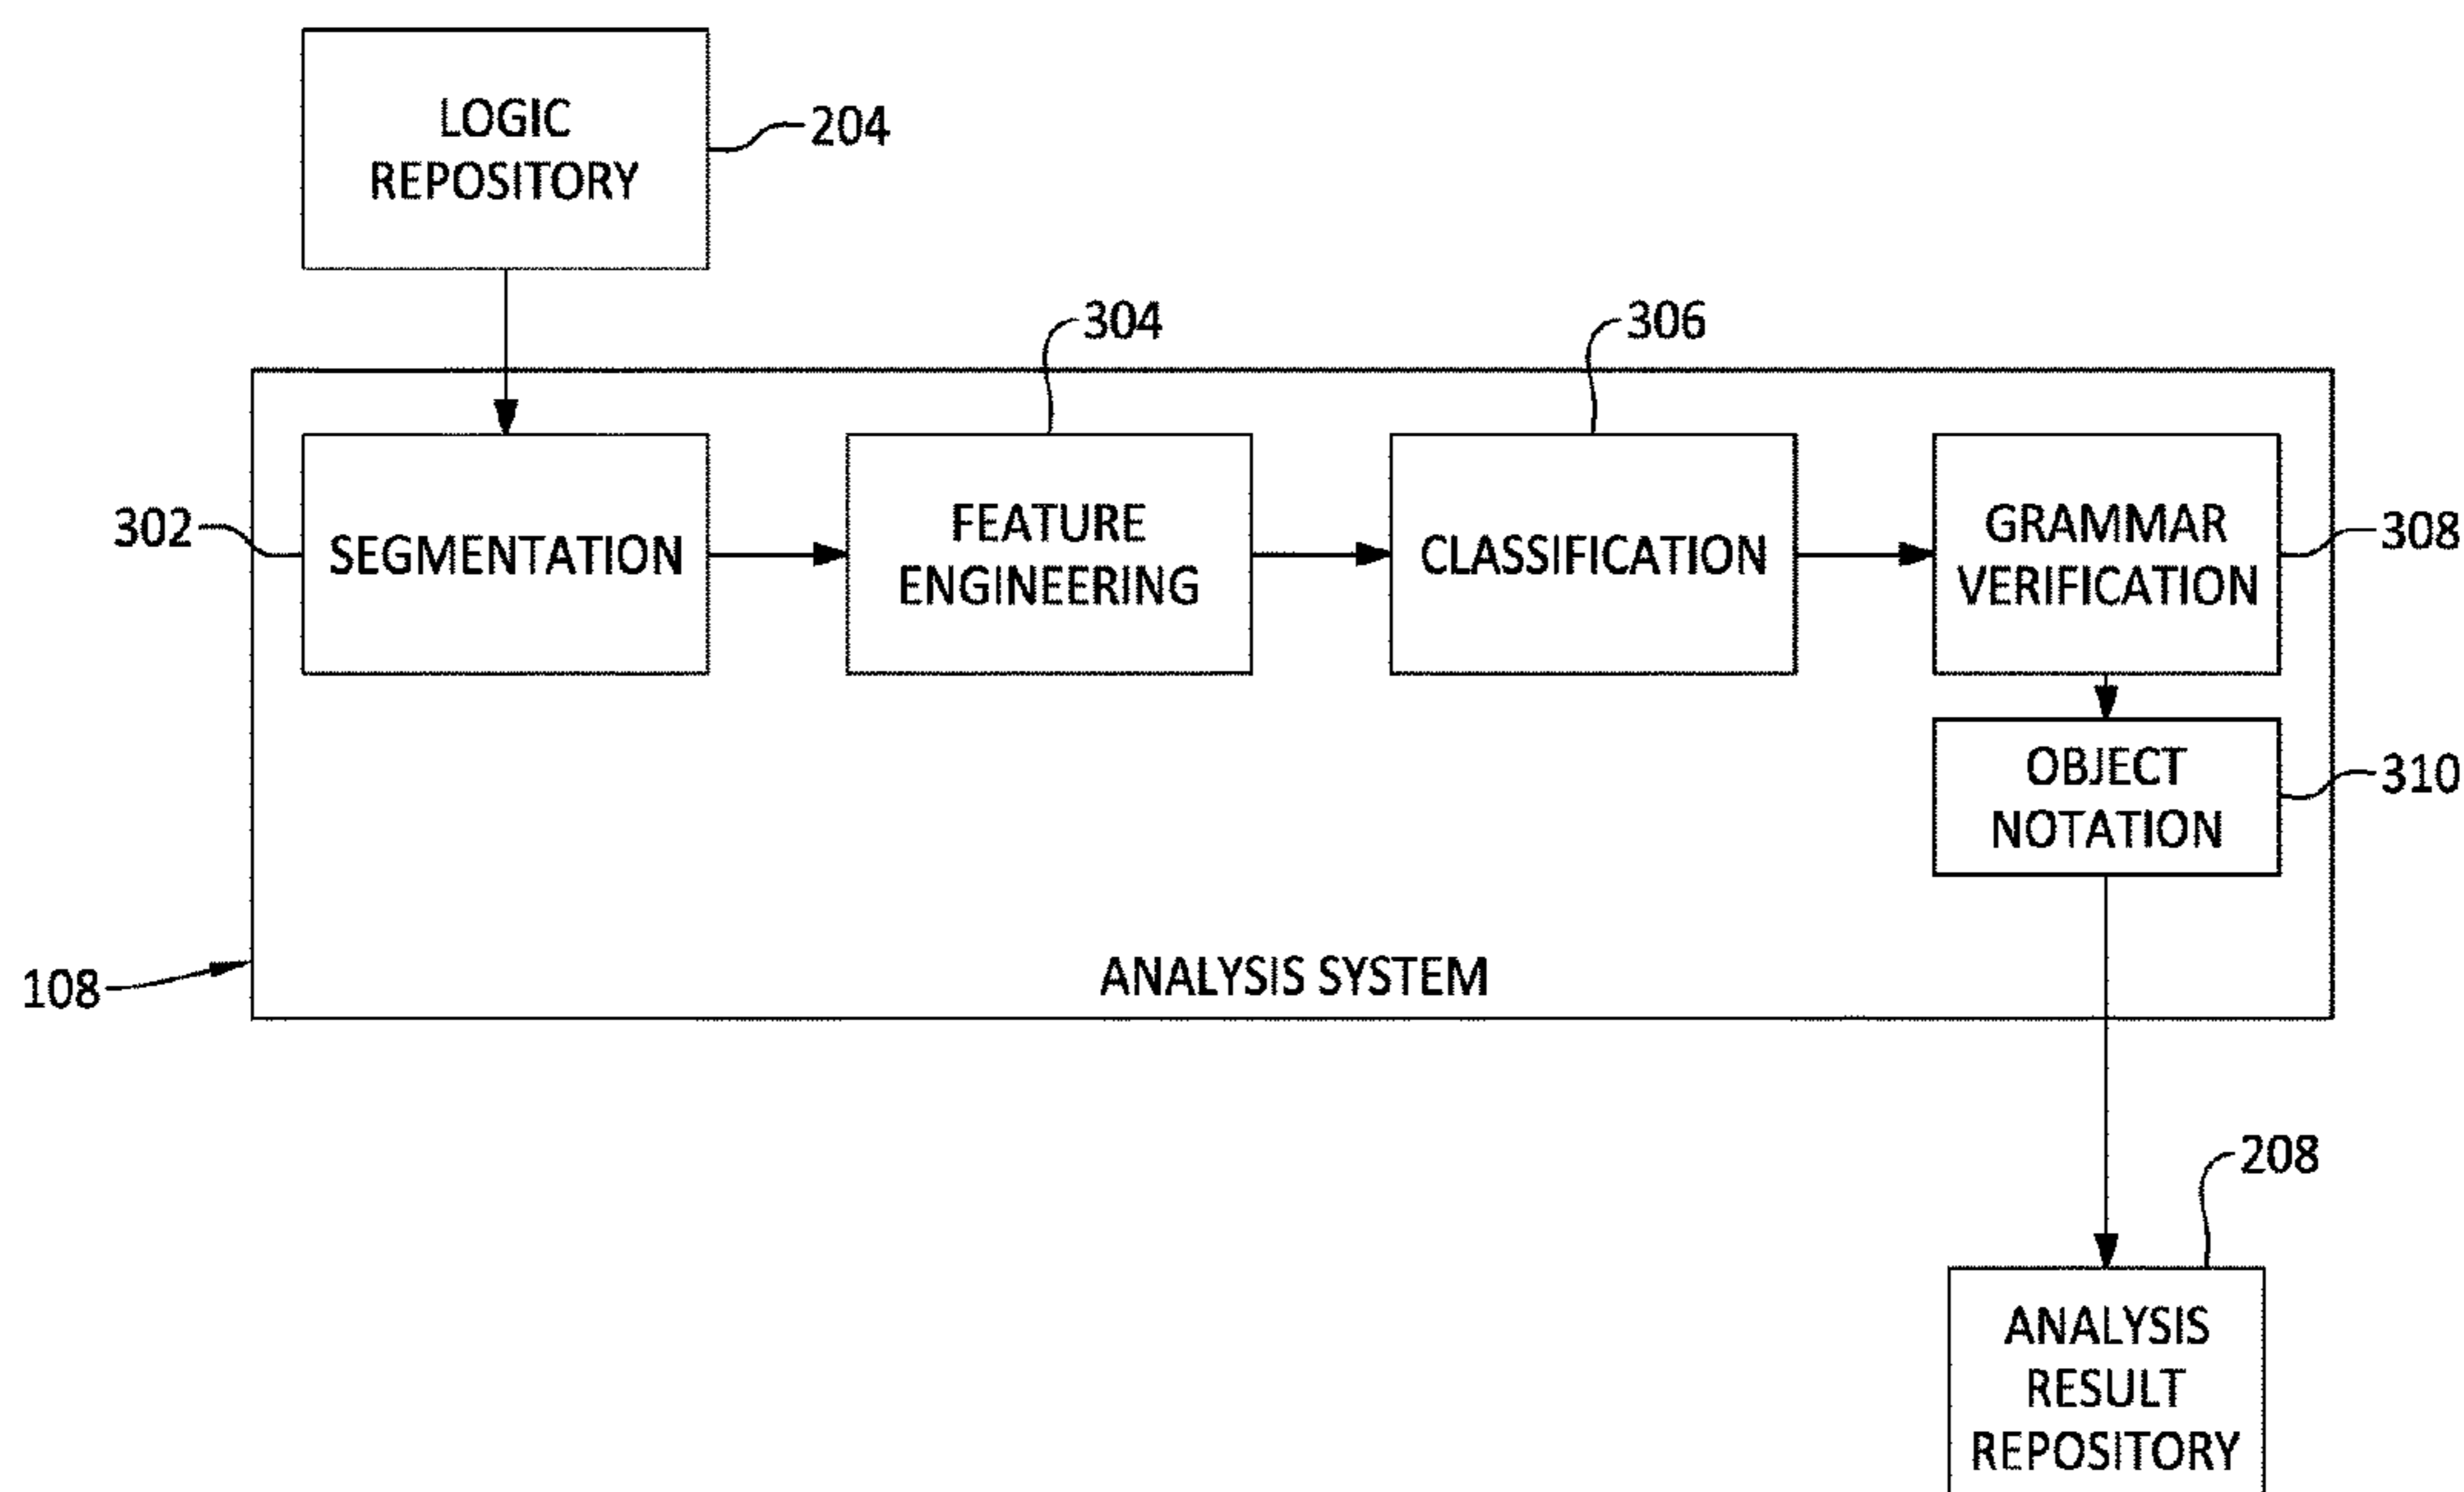 LOGIC
REPOSITORY
204
304
306
302
SEGMENTATION
FEATURE
ENGINEERING
CLASSIFICATION
GRAMMAR
VERIFICATION
308
OBJECT
NOTATION
310
108
ANALYSIS SYSTEM
208
ANALYSIS
RESULT
REPOSITORY